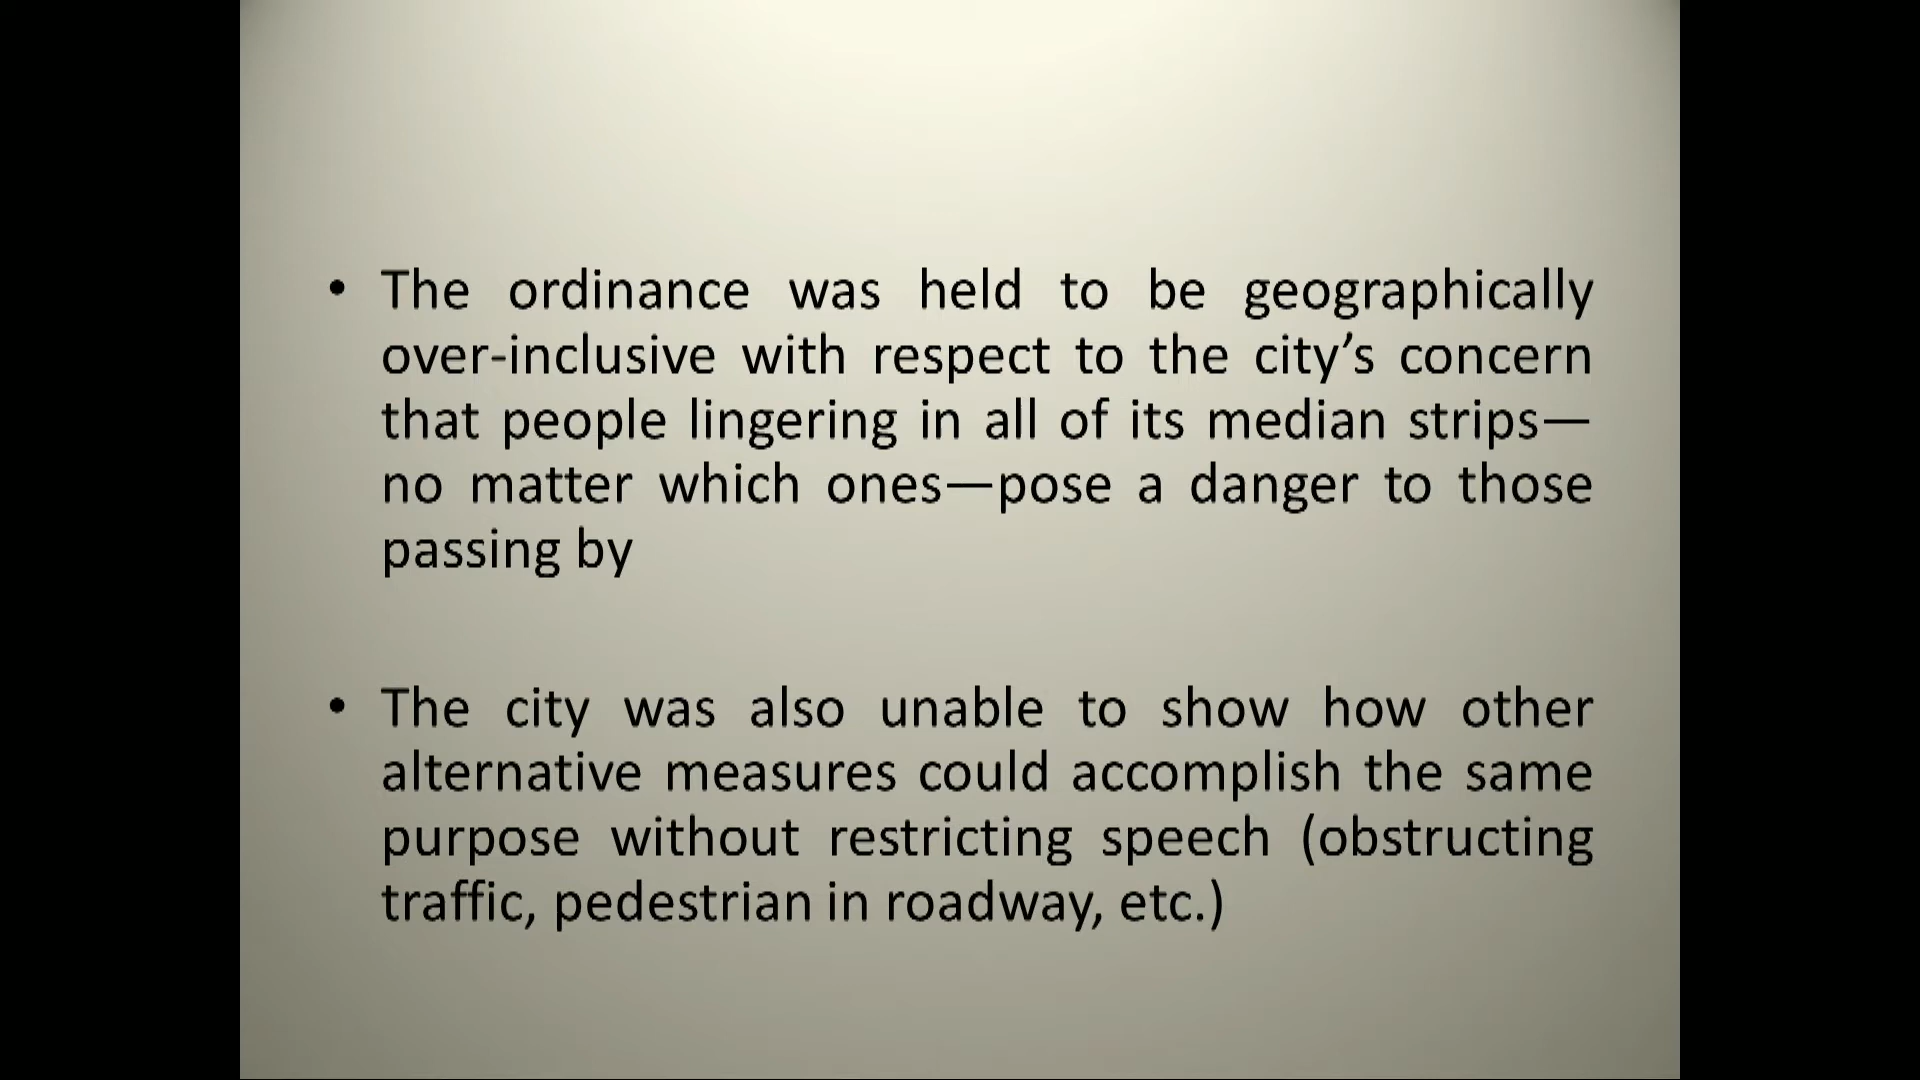 • The ordinance was held to be geographically
over-inclusive with respect to the city’s concern
that people lingering in all of its median strips—
no matter which ones—pose a danger to those
passing by
• The city was also unable to show how other
alternative measures could accomplish the same
purpose without restricting speech (obstructing
traffic, pedestrian in roadway, etc.)